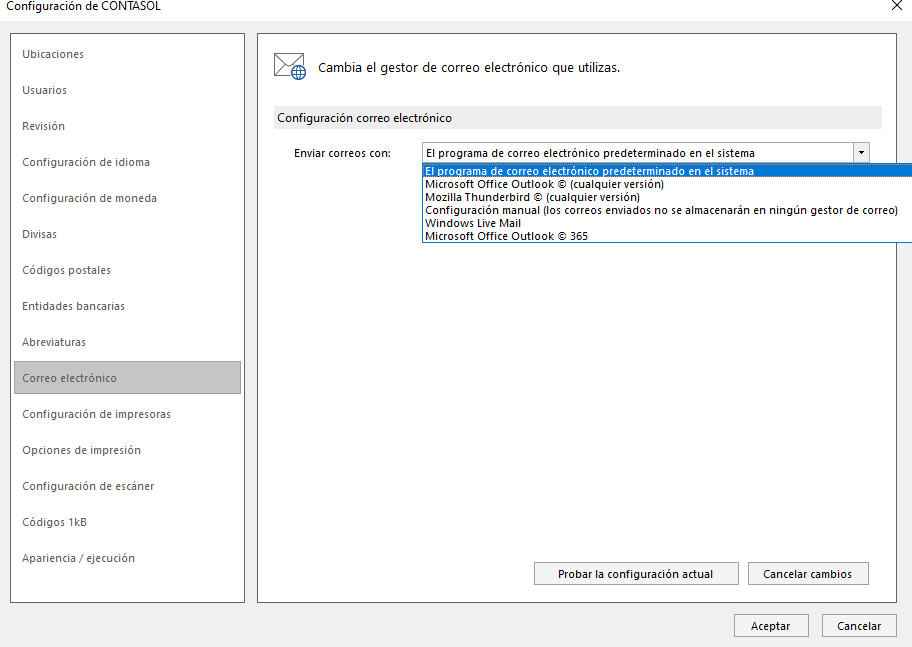 Configuración de CONTASOL
Ubicaciones
Usuarios
Revisión
Configuración de idioma
Configuración de moneda
Divisas
Códigos postales
Entidades bancarias
Abreviaturas
Correo electrónico
Configuración de impresoras
Opciones de impresión
Configuración de escáner
Códigos 1kB
Apariencia / ejecución
Cambia el gestor de correo electrónico que utilizas.
Configuración correo electrónico
Enviar correos con: El programa de correo electrónico predeterminado en el sistema
El programa de correo electrónico predeterminado en el sistema
Microsoft Office Outlook © (cualquier versión)
Mozilla Thunderbird © (cualquier versión)
Configuración manual (los correos enviados no se almacenarán en ningún gestor de correo)
Windows Live Mail
Microsoft Office Outlook © 365
Probar la configuración actual Cancelar cambios
Aceptar Cancelar